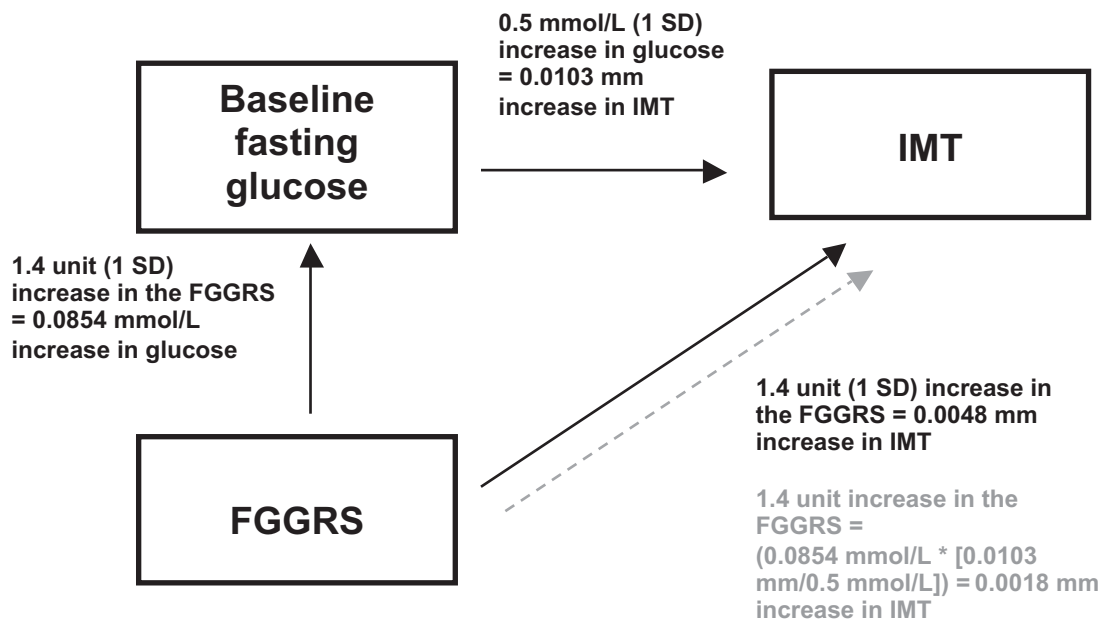 0.5 mmol/L (1 SD)
increase in glucose
= 0.0103 mm
increase in IMT
Baseline
fasting
glucose
IMT
1.4 unit (1 SD)
increase in the FGGRS
= 0.0854 mmol/L
increase in glucose
FGGRS
1.4 unit (1 SD) increase in
the FGGRS = 0.0048 mm
increase in IMT
1.4 unit increase in the
FGGRS =
(0.0854 mmol/L * [0.0103
mm/0.5 mmol/L]) = 0.0018 mm
increase in IMT